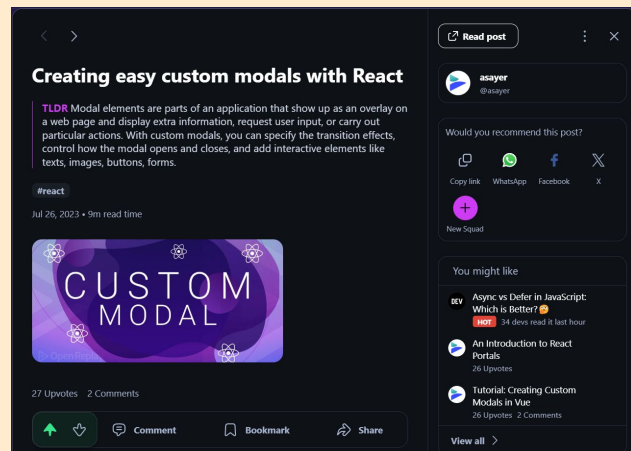 Creating easy custom modals with React
TLDR Modal elements are parts of an application that show up as an overlay on
a web page and display extra information, request user input, or carry out
particular actions. With custom modals, you can specify the transition effects,
control how the modal opens and closes, and add interactive elements like
texts, images, buttons, forms.
#react
Jul 26, 2023 • 9m read time
CUSTOM
MODAL
27 Upvotes 2 Comments
Comment
Bookmark
Share
Read post
asayer
@asayer
Would you recommend this post?
Copy link
WhatsApp
Facebook
X
New Squad
You might like
DEV
Async vs Defer in JavaScript:
Which is Better?🤔
HOT 34 devs read it last hour
An Introduction to React
Portals
26 Upvotes
Tutorial: Creating Custom
Modals in Vue
26 Upvotes 2 Comments
View all